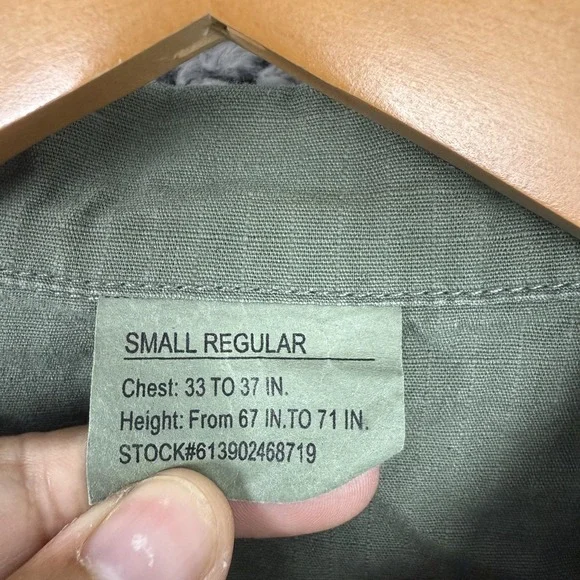 SMALL REGULAR
Chest: 33 TO 37 IN.
Height: From 67 IN.TO 71 IN.
STOCK#613902468719